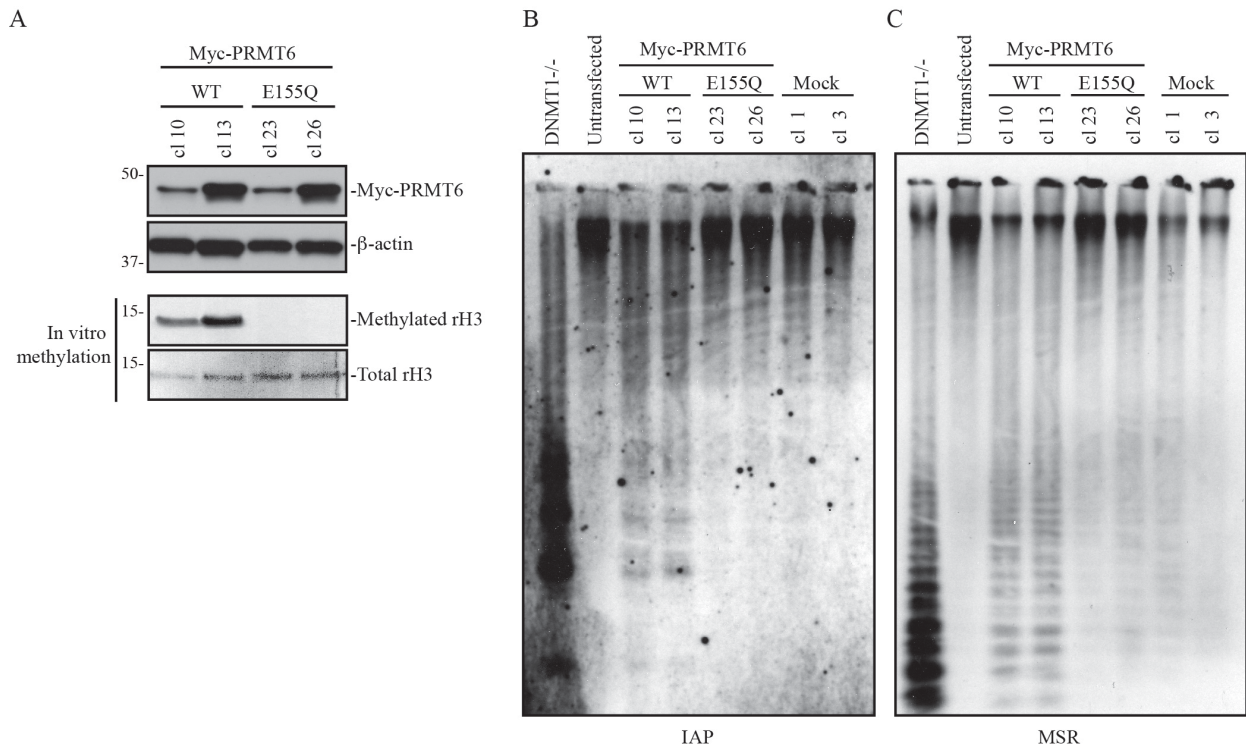 A
Myc-PRMT6
WT E155Q
cl 10 cl 13 cl 23 cl 26
50-
-Myc-PRMT6
-β-actin
37-
In vitro
methylation
15-
-Methylated rH3
15-
-Total rH3
B
DNMT1-/- Untransfected
Myc-PRMT6
WT E155Q Mock
cl 10 cl 13 cl 23 cl 26 cl 1 cl 3
IAP
C
DNMT1-/- Untransfected
Myc-PRMT6
WT E155Q Mock
cl 10 cl 13 cl 23 cl 26 cl 1 cl 3
MSR